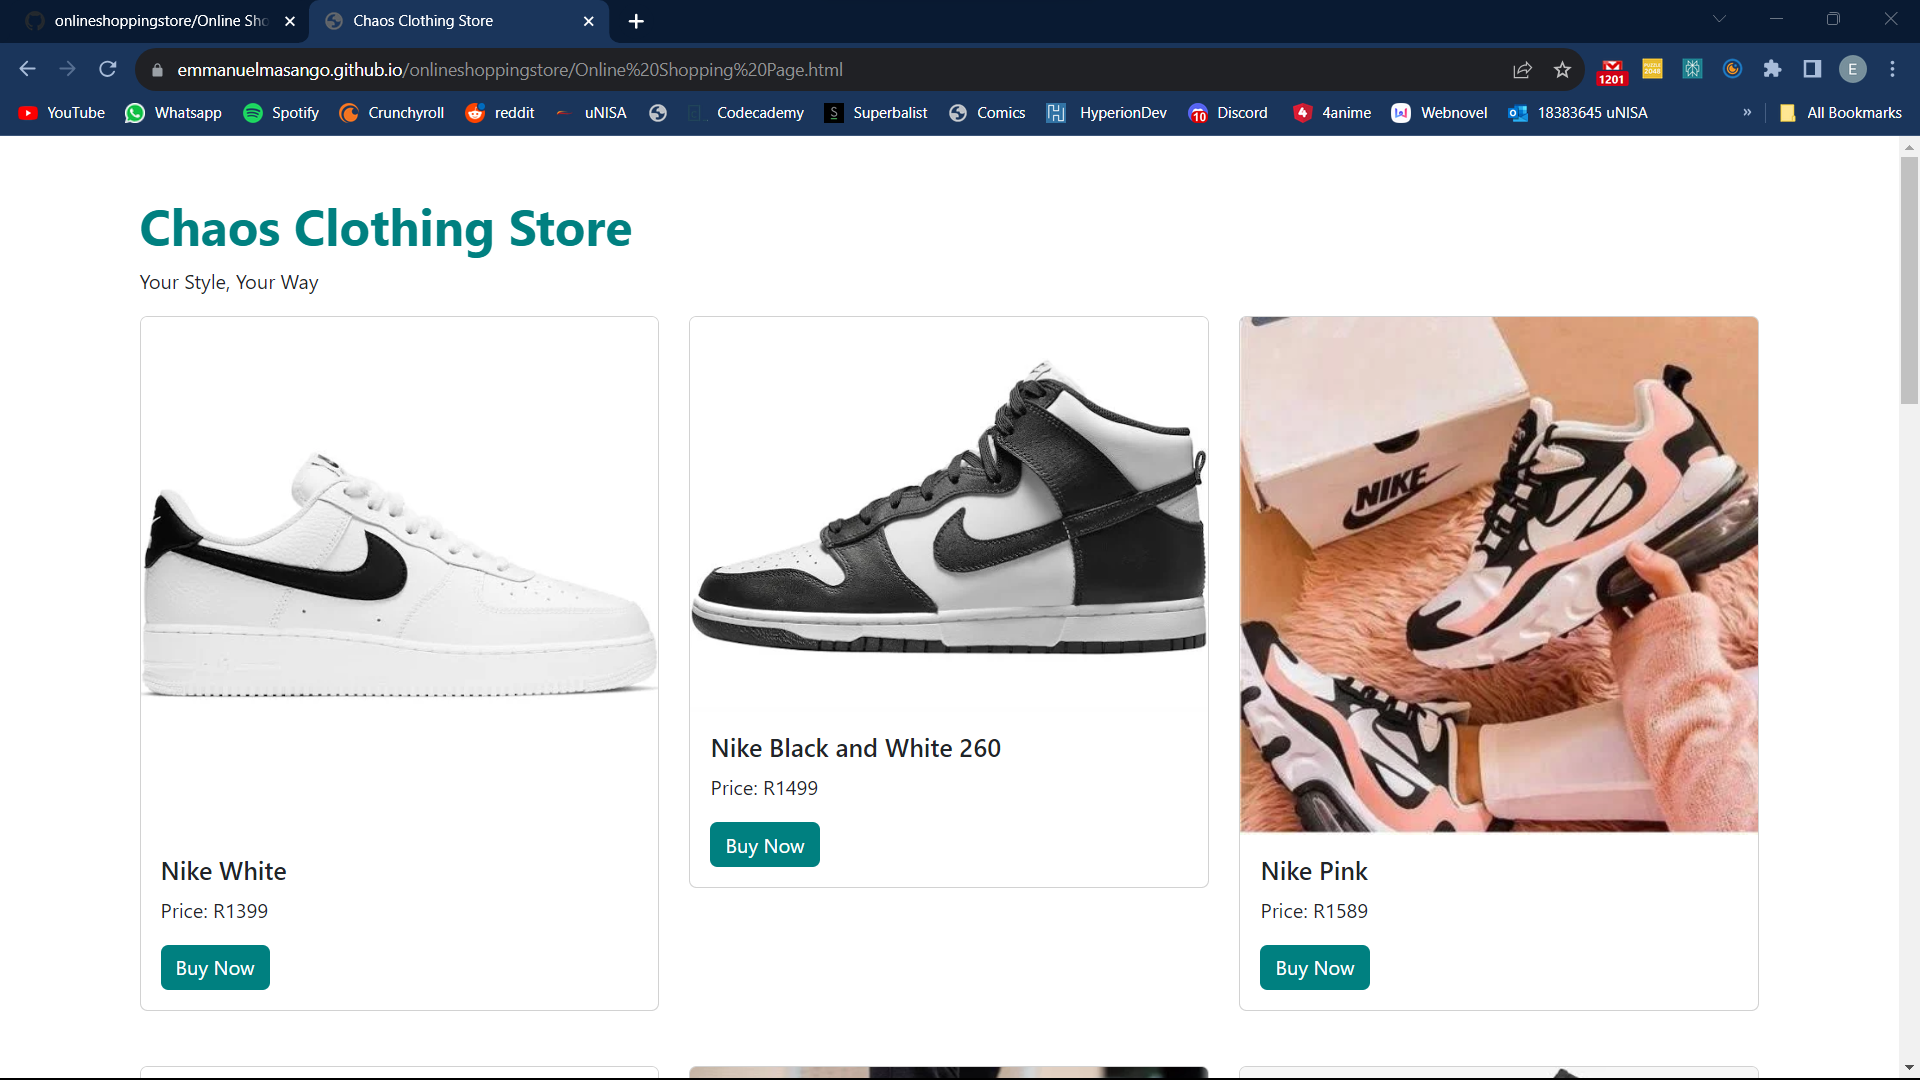 onlineshoppingstore/Online Sho
Chaos Clothing Store
emmanuelmasango.github.io/onlineshoppingstore/Online%20Shopping%20Page.html
1201
E
YouTube
Whatsapp
Spotify
Crunchyroll
reddit
uNISA
Codecademy
S
Superbalist
Comics
HyperionDev
10
Discord
4
4anime
Webnovel
18383645 uNISA
»
All Bookmarks
Chaos Clothing Store
Your Style, Your Way
NIKE
Nike White
Price: R1399
Buy Now
Nike Black and White 260
Price: R1499
Buy Now
Nike Pink
Price: R1589
Buy Now